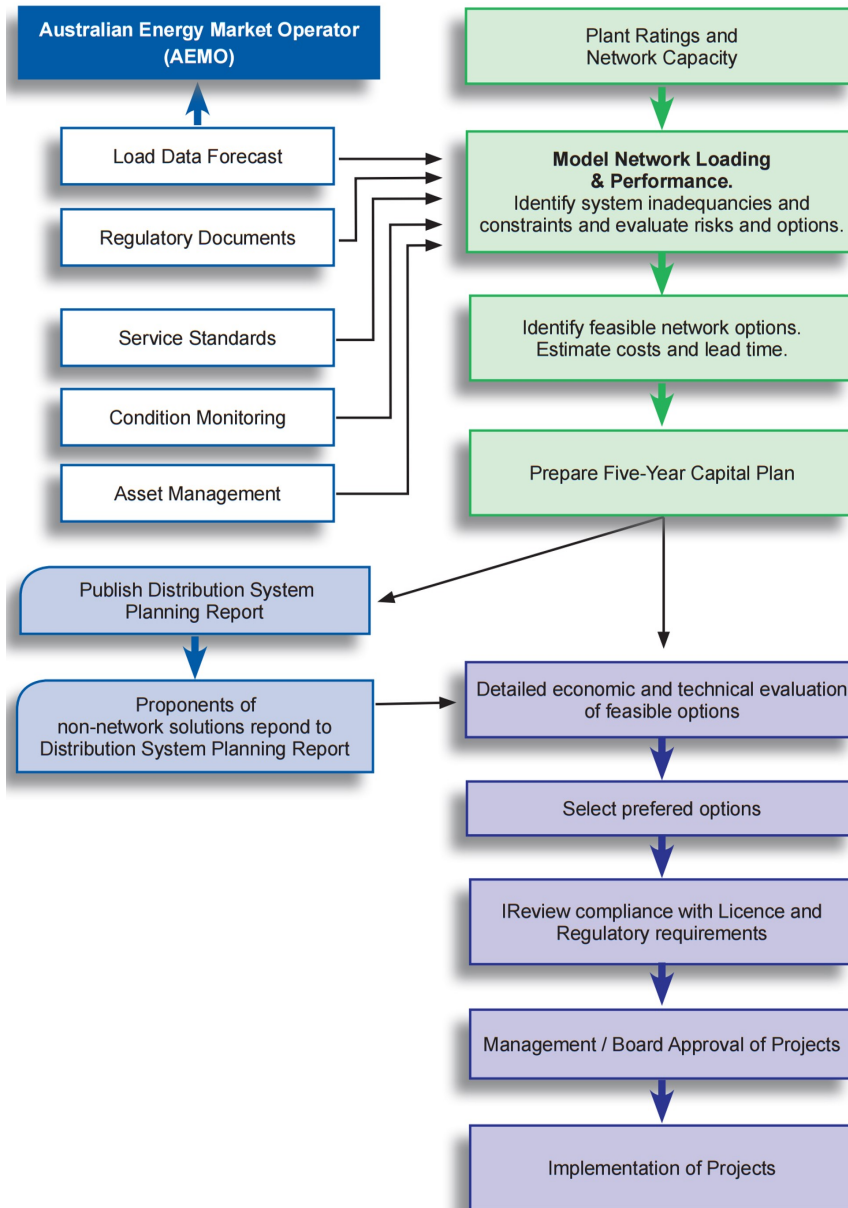 Australian Energy Market Operator
(AEMO)
Load Data Forecast
Regulatory Documents
Service Standards
Condition Monitoring
Asset Management
Plant Ratings and
Network Capacity
Model Network Loading
& Performance.
Identify system inadequancies and
constraints and evaluate risks and options.
Identify feasible network options.
Estimate costs and lead time.
Prepare Five-Year Capital Plan
Publish Distribution System
Planning Report
Proponents of
non-network solutions repond to
Distribution System Planning Report
Detailed economic and technical evaluation
of feasible options
Select prefered options
IReview compliance with Licence and
Regulatory requirements
Management / Board Approval of Projects
Implementation of Projects